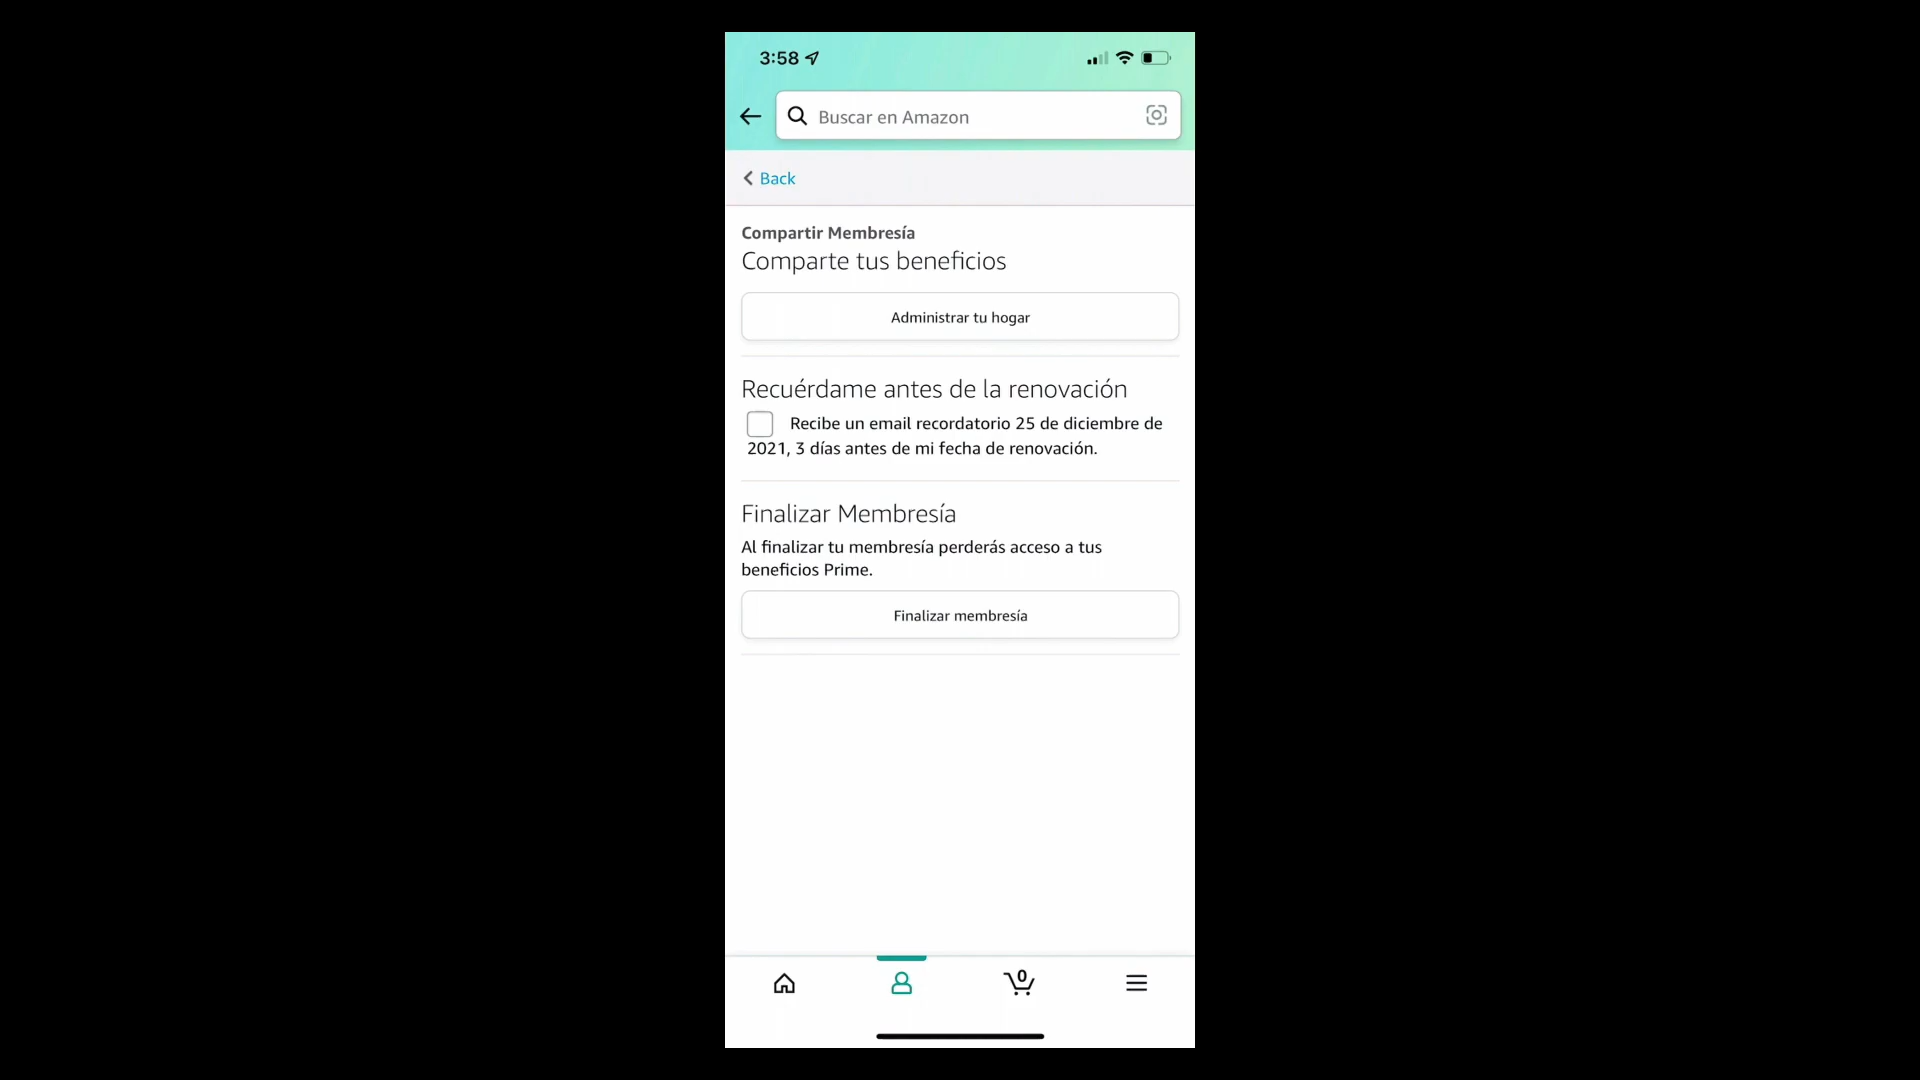 3:58
Buscar en Amazon
Back
Compartir Membresía
Comparte tus beneficios
Administrar tu hogar
Recuérdame antes de la renovación
Recibe un email recordatorio 25 de diciembre de
2021, 3 días antes de mi fecha de renovación.
Finalizar Membresía
Al finalizar tu membresía perderás acceso a tus
beneficios Prime.
Finalizar membresía
0